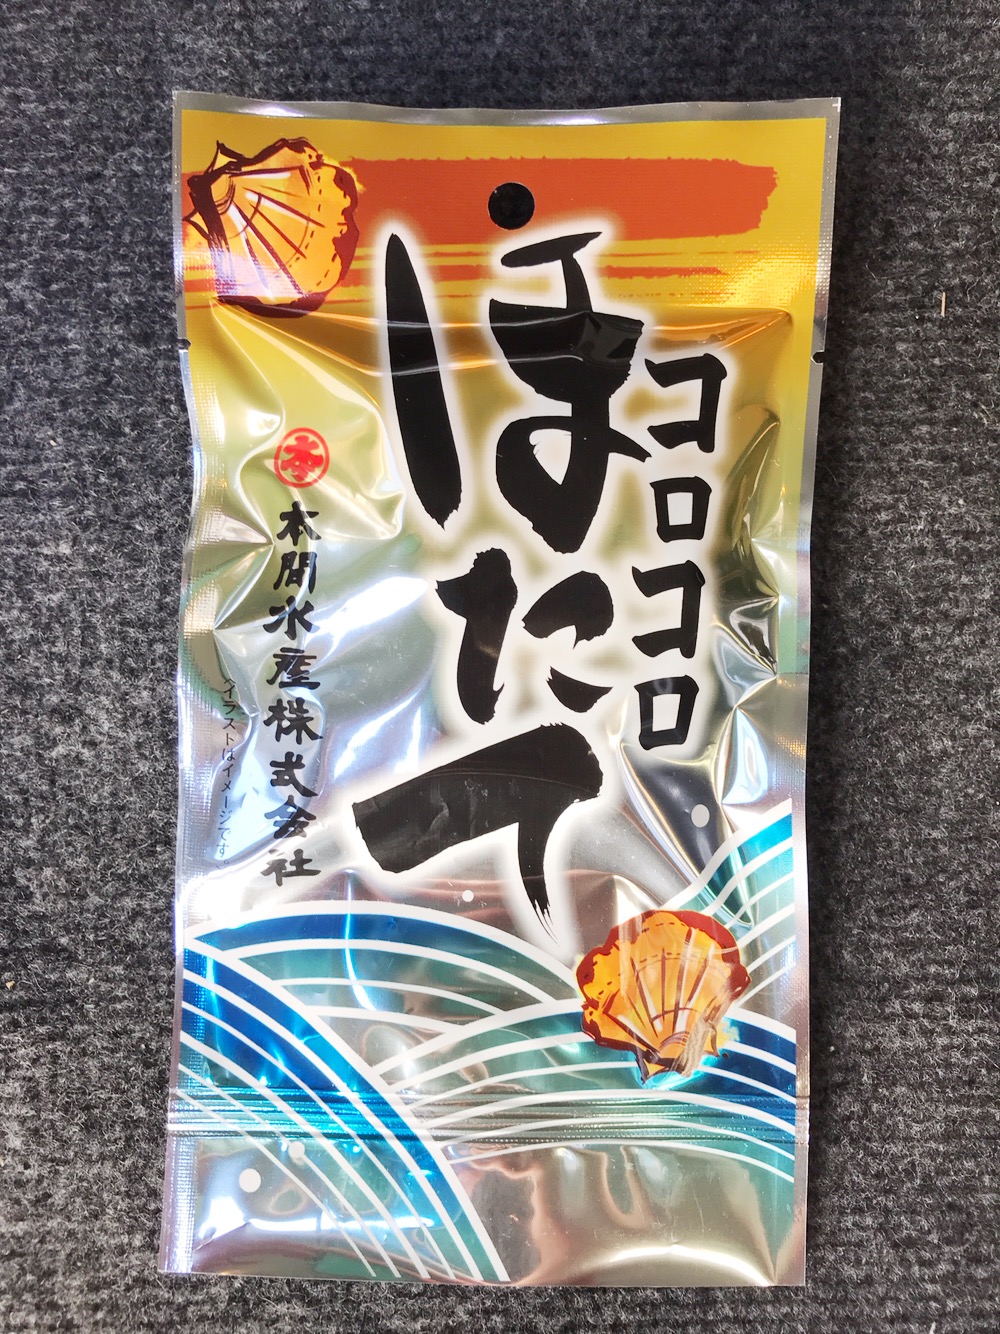 コロコロ
ほたて
本
本間水産株式会社
イラストはイメージです。